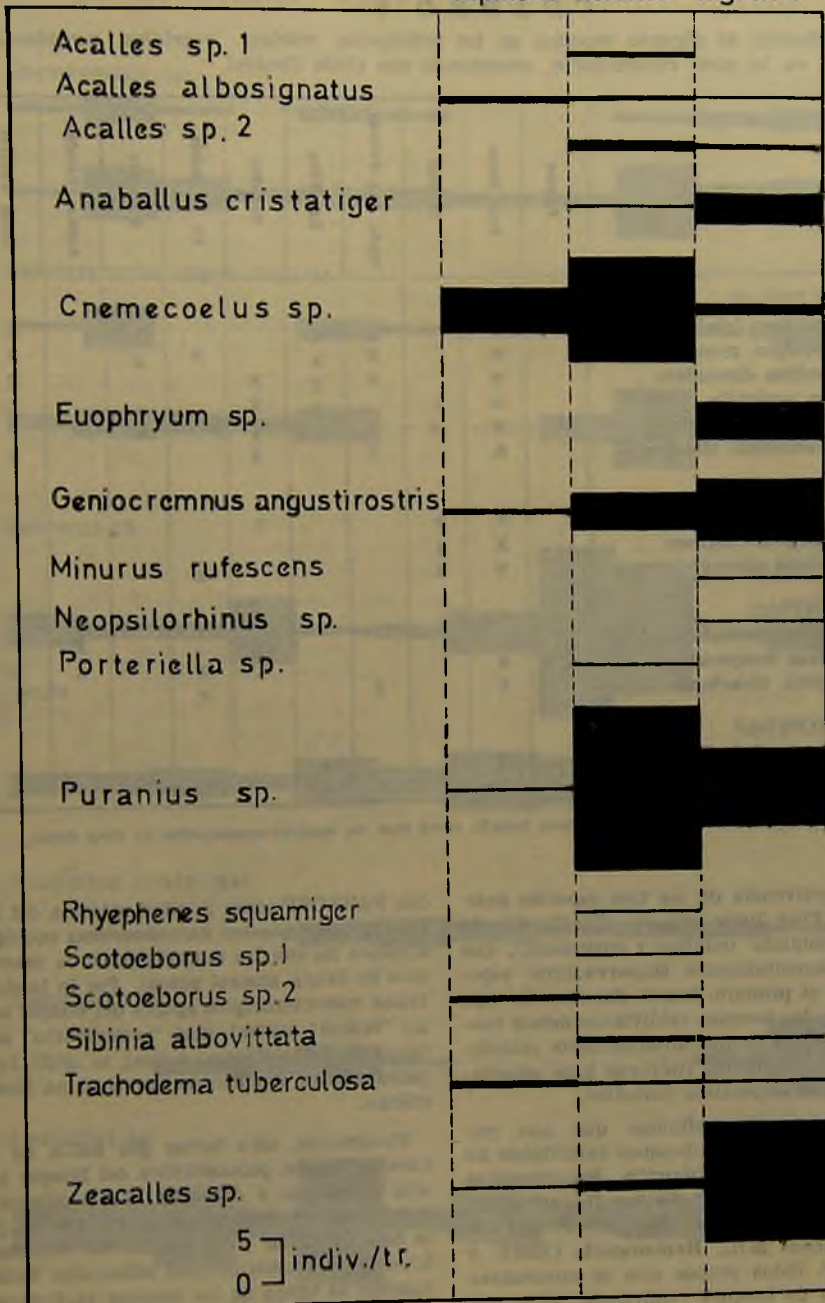 Acalles sp. 1
Acalles albosignatus
Acalles sp. 2
Anaballus cristatiger
Cnemecoelus sp.
Euophryum sp.
Geniocremnus angustirostris
Minurus rufescens
Neopsilorhinus sp.
Porteriella sp.
Puranius sp.
Rhyephenes squamiger
Scotoeborus sp.1
Scotoeborus sp.2
Sibinia albovittata
Trachodema tuberculosa
Zeacalles sp.
5
indiv./tr.
0